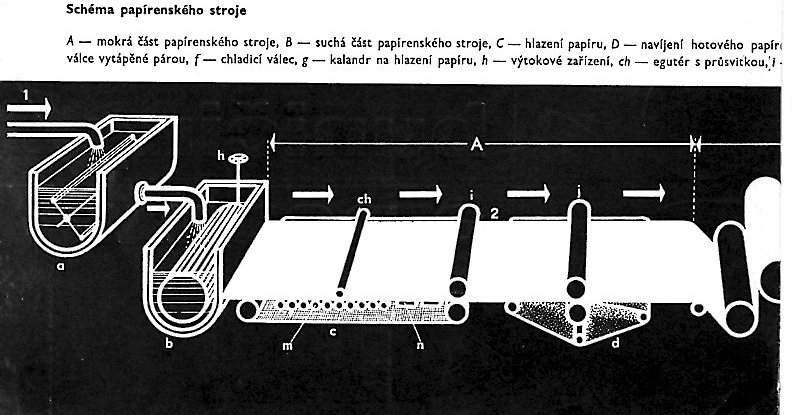 Schéma papírenského stroje
A — mokrá část papírenského stroje, B — suchá část papírenského stroje, C — hlazení papíru, D — navíjení hotového papír
válce vytápěné párou, f — chladicí válec, g — kalandr na hlazení papíru, h — výtokové zařízení, ch — egutér s průsvitkou, i -
1
A
h
ch
i
2
j
a
b
m
c
n
d